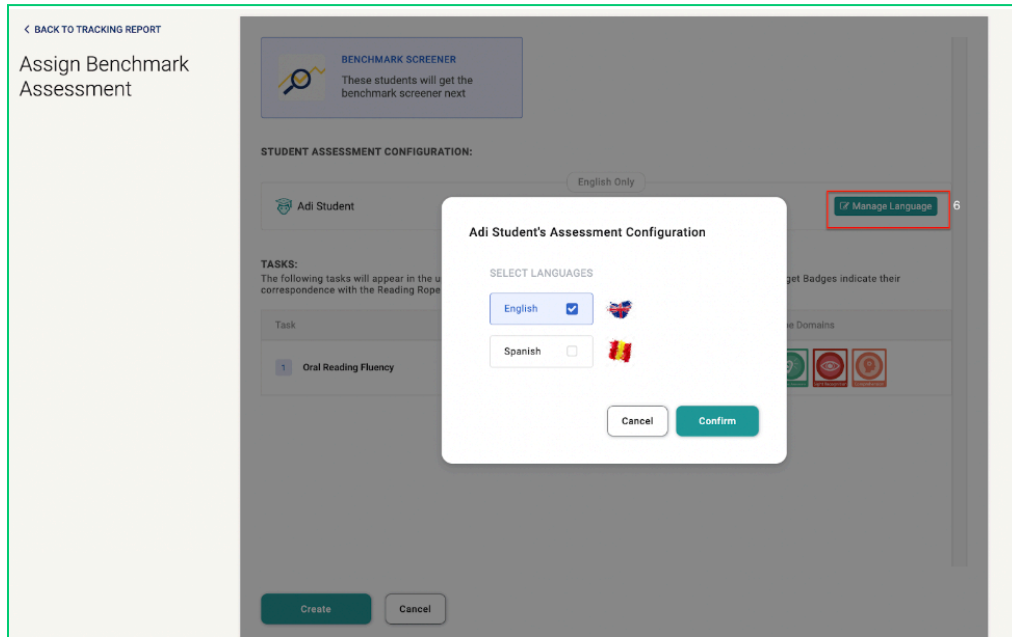 BACK TO TRACKING REPORT
Assign Benchmark
Assessment
BENCHMARK SCREENER
These students will get the
benchmark screener next
STUDENT ASSESSMENT CONFIGURATION:
English Only
Adi Student
Manage Language
6
Adi Student's Assessment Configuration
SELECT LANGUAGES
English
Spanish
Cancel
Confirm
TASKS:
The following tasks will appear in the u
get Badges indicate their
correspondence with the Reading Rope
Task
e Domains
1 Oral Reading Fluency
Create
Cancel